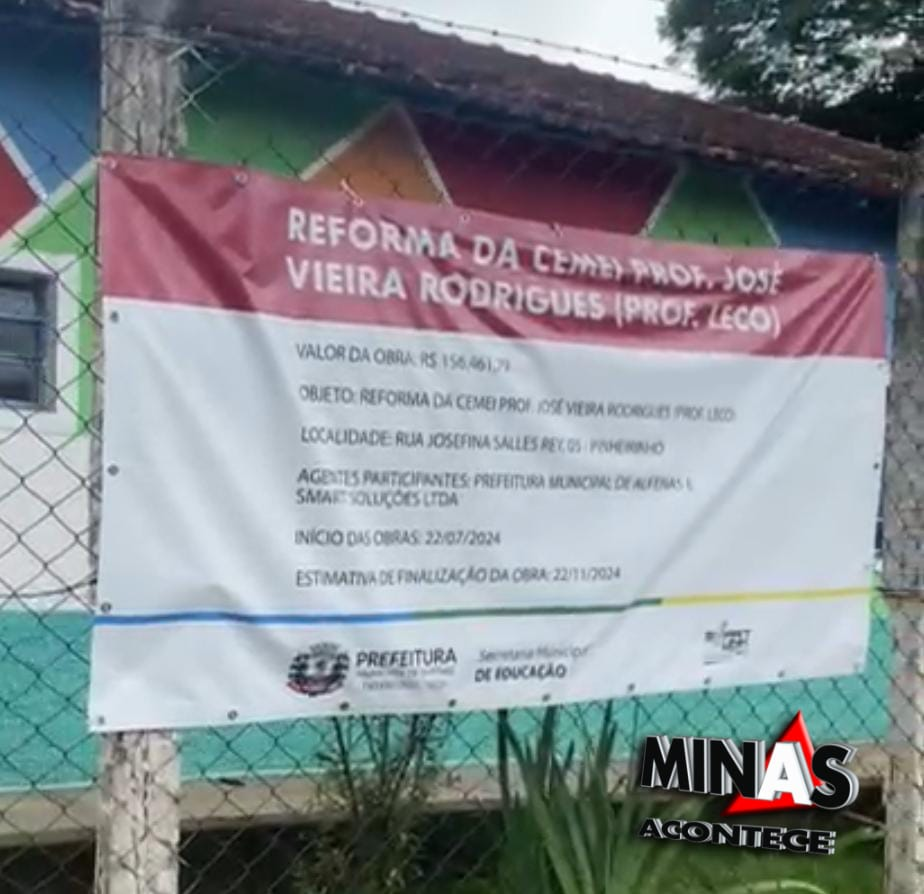 REFORMA DA CEMEI PROF. JOSÉ
VIEIRA RODRIGUES (PROF. LECO)
VALOR DA OBRA: R$ 156.461,79
OBJETO: REFORMA DA CEMEI PROF. JOSÉ VIEIRA RODRIGUES (PROF. LECO)
LOCALIDADE: RUA JOSEFINA SALLES REY, 05 - PINHEIRINHO
AGENTES PARTICIPANTES: PREFEITURA MUNICIPAL DE ALFENAS E
SMART SOLUÇÕES LTDA
INÍCIO DAS OBRAS: 22/07/2024
ESTIMATIVA DE FINALIZAÇÃO DA OBRA: 22/11/2024
PREFEITURA
Secretaria Municipal
DE EDUCAÇÃO
MINAS
ACONTECE